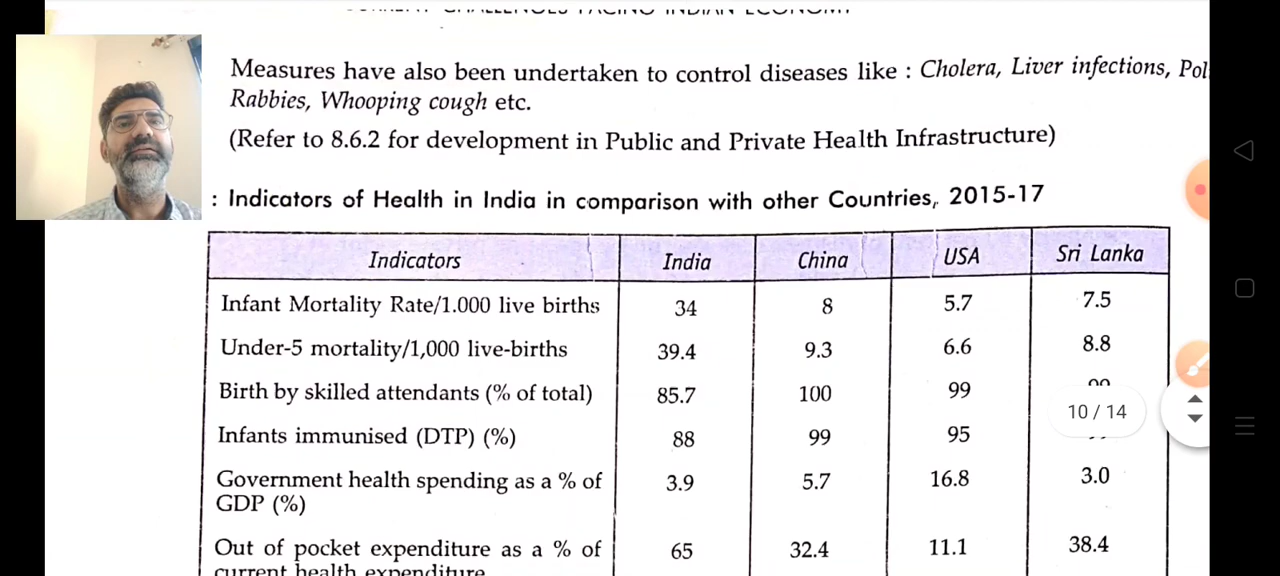 Measures have also been undertaken to control diseases like : Cholera, Liver infections, Pol
Rabbies, Whooping cough etc.
(Refer to 8.6.2 for development in Public and Private Health Infrastructure)
: Indicators of Health in India in comparison with other Countries, 2015-17
Indicators India China USA Sri Lanka
Infant Mortality Rate/1.000 live births 34 8 5.7 7.5
Under-5 mortality/1,000 live-births 39.4 9.3 6.6 8.8
Birth by skilled attendants (% of total) 85.7 100 99
10 / 14
Infants immunised (DTP) (%) 88 99 95
Government health spending as a % of 3.9 5.7 16.8 3.0
GDP (%)
Out of pocket expenditure as a % of 65 32.4 11.1 38.4
current health expenditure